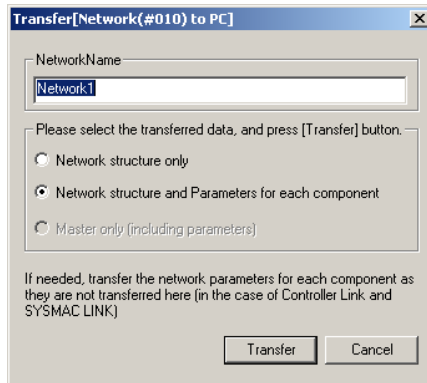 Transfer[Network(#010) to PC]
NetworkName
Network1
Please select the transferred data, and press [Transfer] button.
Network structure only
Network structure and Parameters for each component
Master only (including parameters)
If needed, transfer the network parameters for each component as
they are not transferred here (in the case of Controller Link and
SYSMAC LINK)
Transfer
Cancel